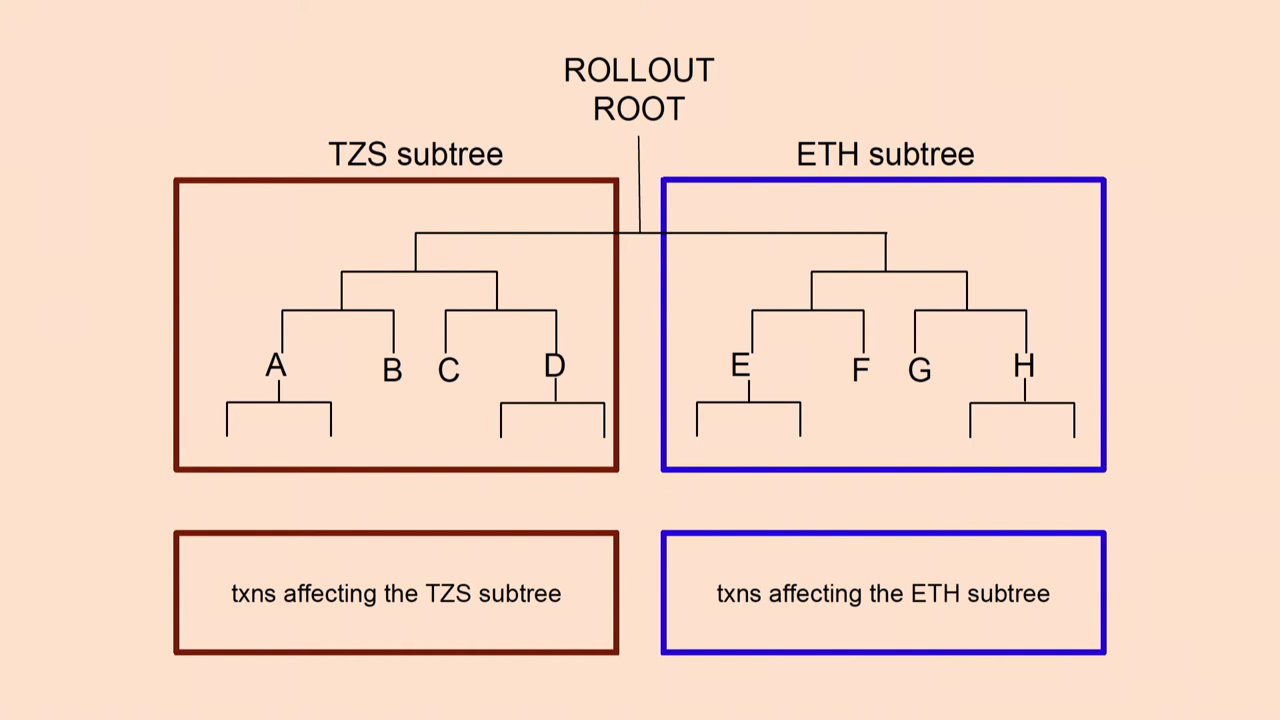 ROLLOUT
ROOT
TZS subtree
ETH subtree
A
B
C
D
E
F
G
H
txns affecting the TZS subtree
txns affecting the ETH subtree